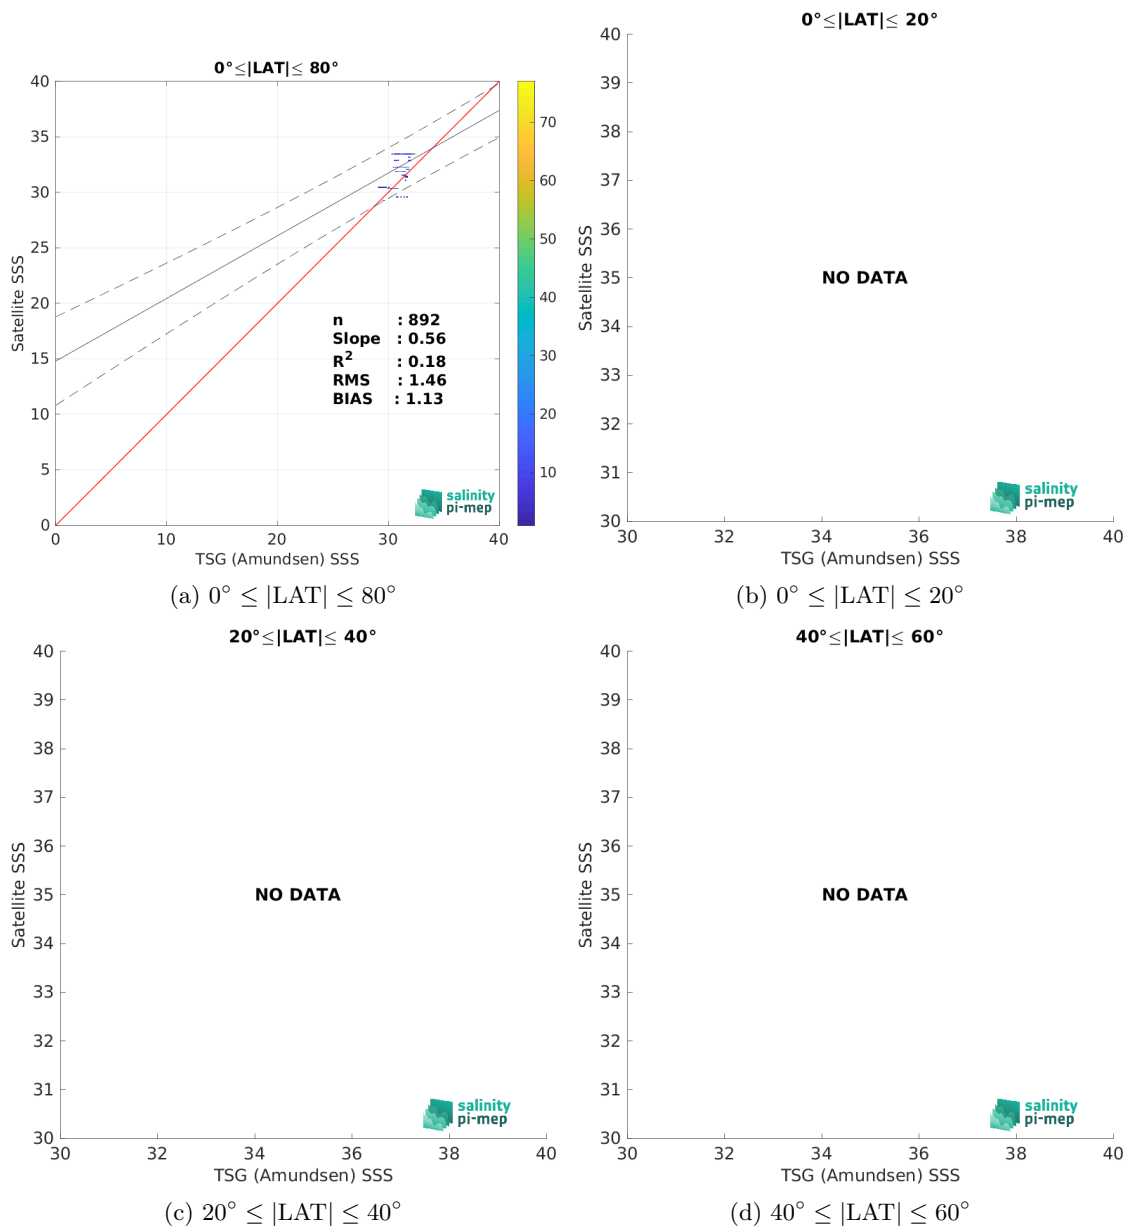 0°≤|LAT|≤ 80°
40
35
30
25
20
15
10
5
0
0
10
20
30
40
Satellite SSS
TSG (Amundsen) SSS
n : 892
Slope : 0.56
R² : 0.18
RMS : 1.46
BIAS : 1.13
salinity
pi-mep
70
60
50
40
30
20
10
(a) 0° ≤ |LAT| ≤ 80°
0°≤|LAT|≤ 20°
40
39
38
37
36
35
34
33
32
31
30
30
32
34
36
38
40
Satellite SSS
NO DATA
salinity
pi-mep
TSG (Amundsen) SSS
(b) 0° ≤ |LAT| ≤ 20°
20°≤|LAT|≤ 40°
40
39
38
37
36
35
34
33
32
31
30
30
32
34
36
38
40
Satellite SSS
NO DATA
salinity
pi-mep
TSG (Amundsen) SSS
(c) 20° ≤ |LAT| ≤ 40°
40°≤|LAT|≤ 60°
40
39
38
37
36
35
34
33
32
31
30
30
32
34
36
38
40
Satellite SSS
NO DATA
salinity
pi-mep
TSG (Amundsen) SSS
(d) 40° ≤ |LAT| ≤ 60°